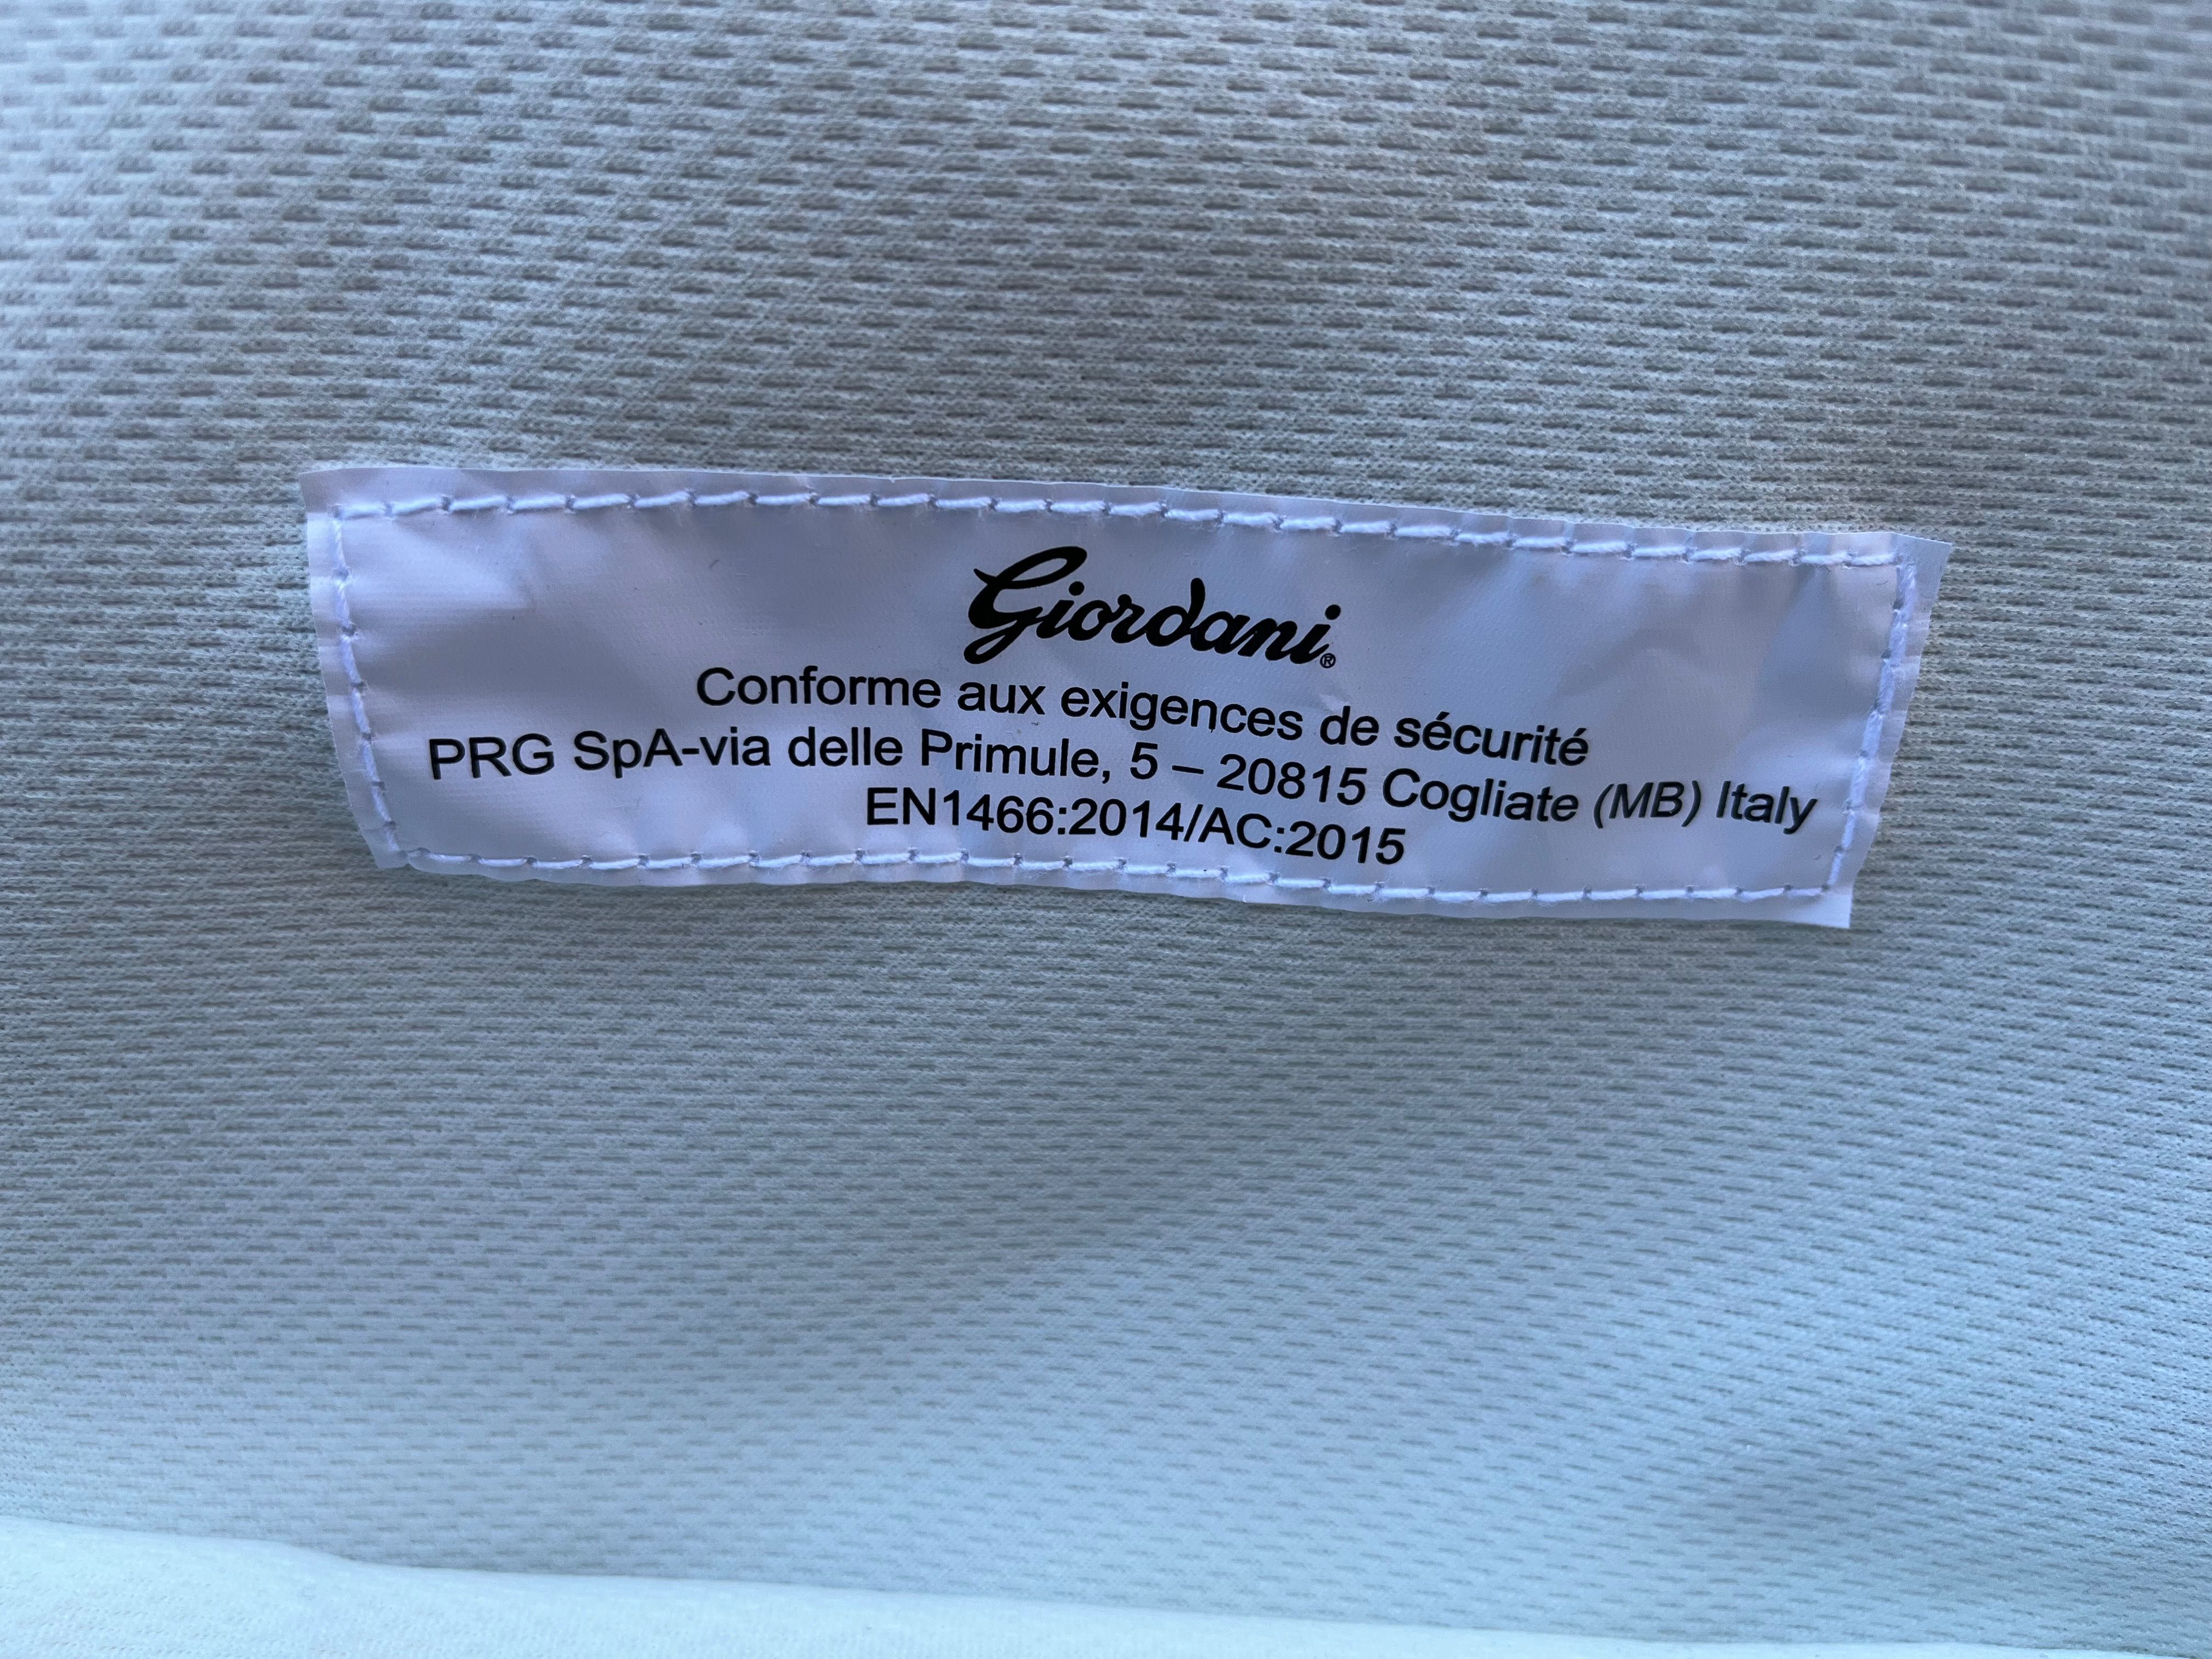 Giordani®
Conforme aux exigences de sécurité
PRG SpA-via delle Primule, 5 – 20815 Cogliate (MB) Italy
EN1466:2014/AC:2015